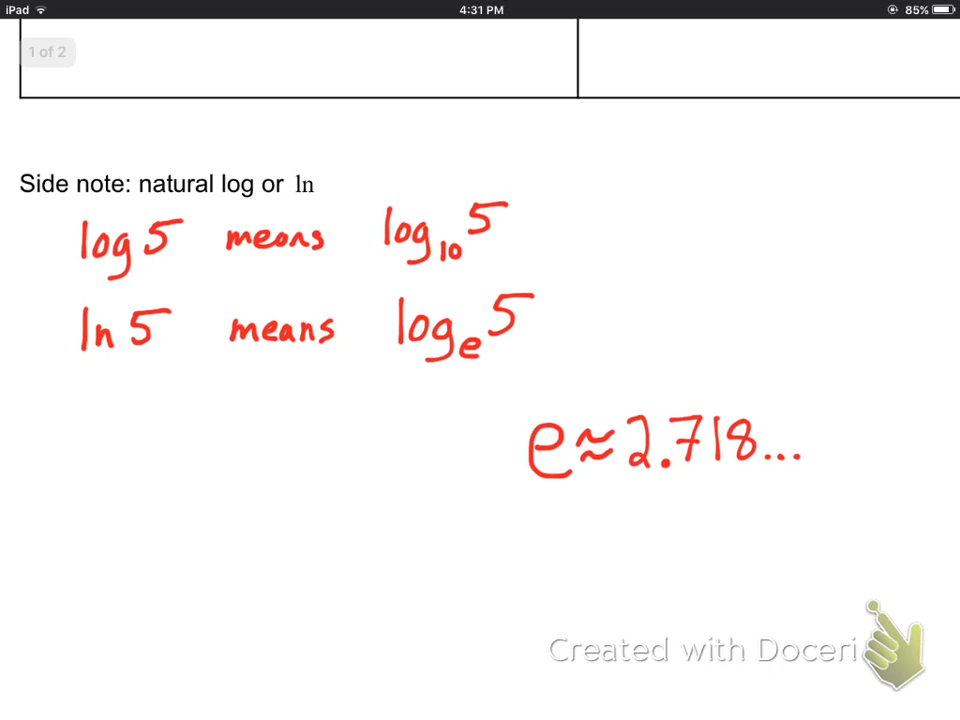 iPad 4:31 PM 85%
1 of 2
Side note: natural log or ln
log 5 means log₁₀ 5
ln 5 means logₑ 5
e ≈ 2.718...
Created with Doceri